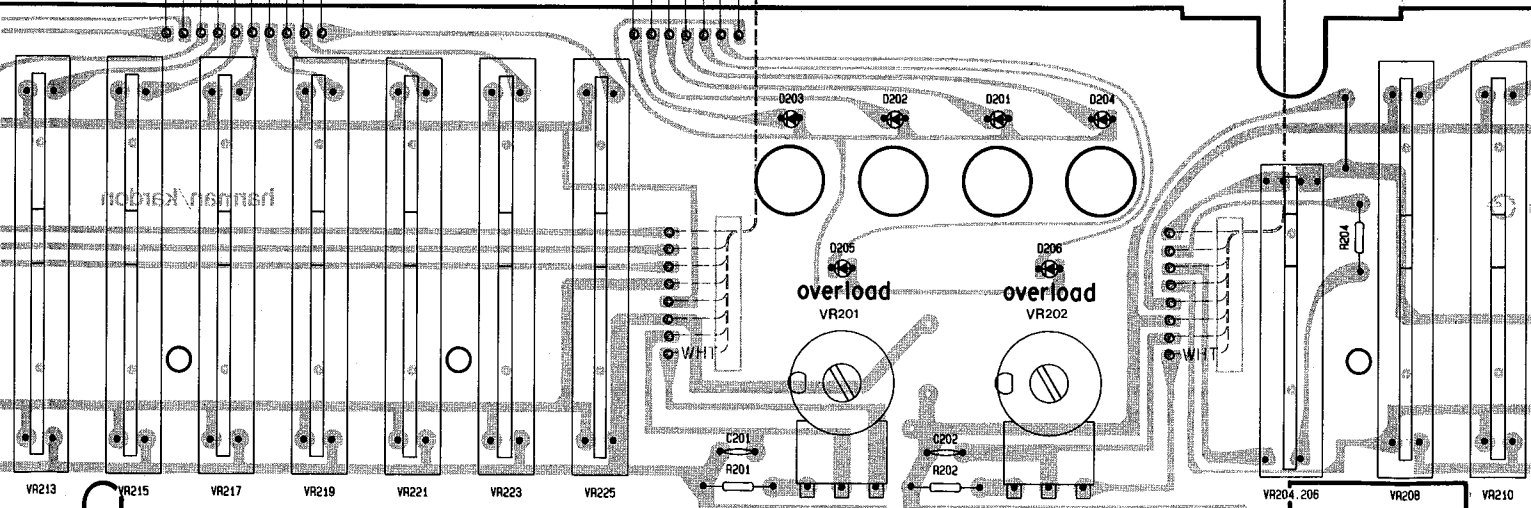 D203 D202 D201 D204
harman/kardon
R204
D205 D206
overload overload
VR201 VR202
WHT WHT
C201 C202
R201 R202
VR213 VR215 VR217 VR219 VR221 VR223 VR225 VR204.206 VR208 VR210